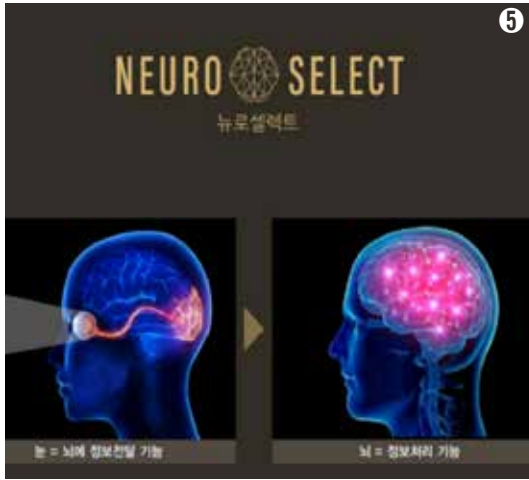 ❺
NEURO SELECT
뉴로셀렉트
눈 = 뇌에 정보전달 기능
뇌 = 정보처리 기능